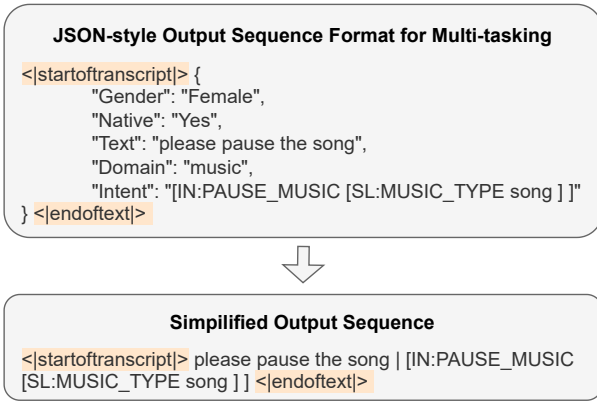 JSON-style Output Sequence Format for Multi-tasking
<|startoftranscript|> {
"Gender": "Female",
"Native": "Yes",
"Text": "please pause the song",
"Domain": "music",
"Intent": "[IN:PAUSE_MUSIC [SL:MUSIC_TYPE song ] ]"
} <|endoftext|>
Simpilified Output Sequence
<|startoftranscript|> please pause the song | [IN:PAUSE_MUSIC
[SL:MUSIC_TYPE song ] ] <|endoftext|>